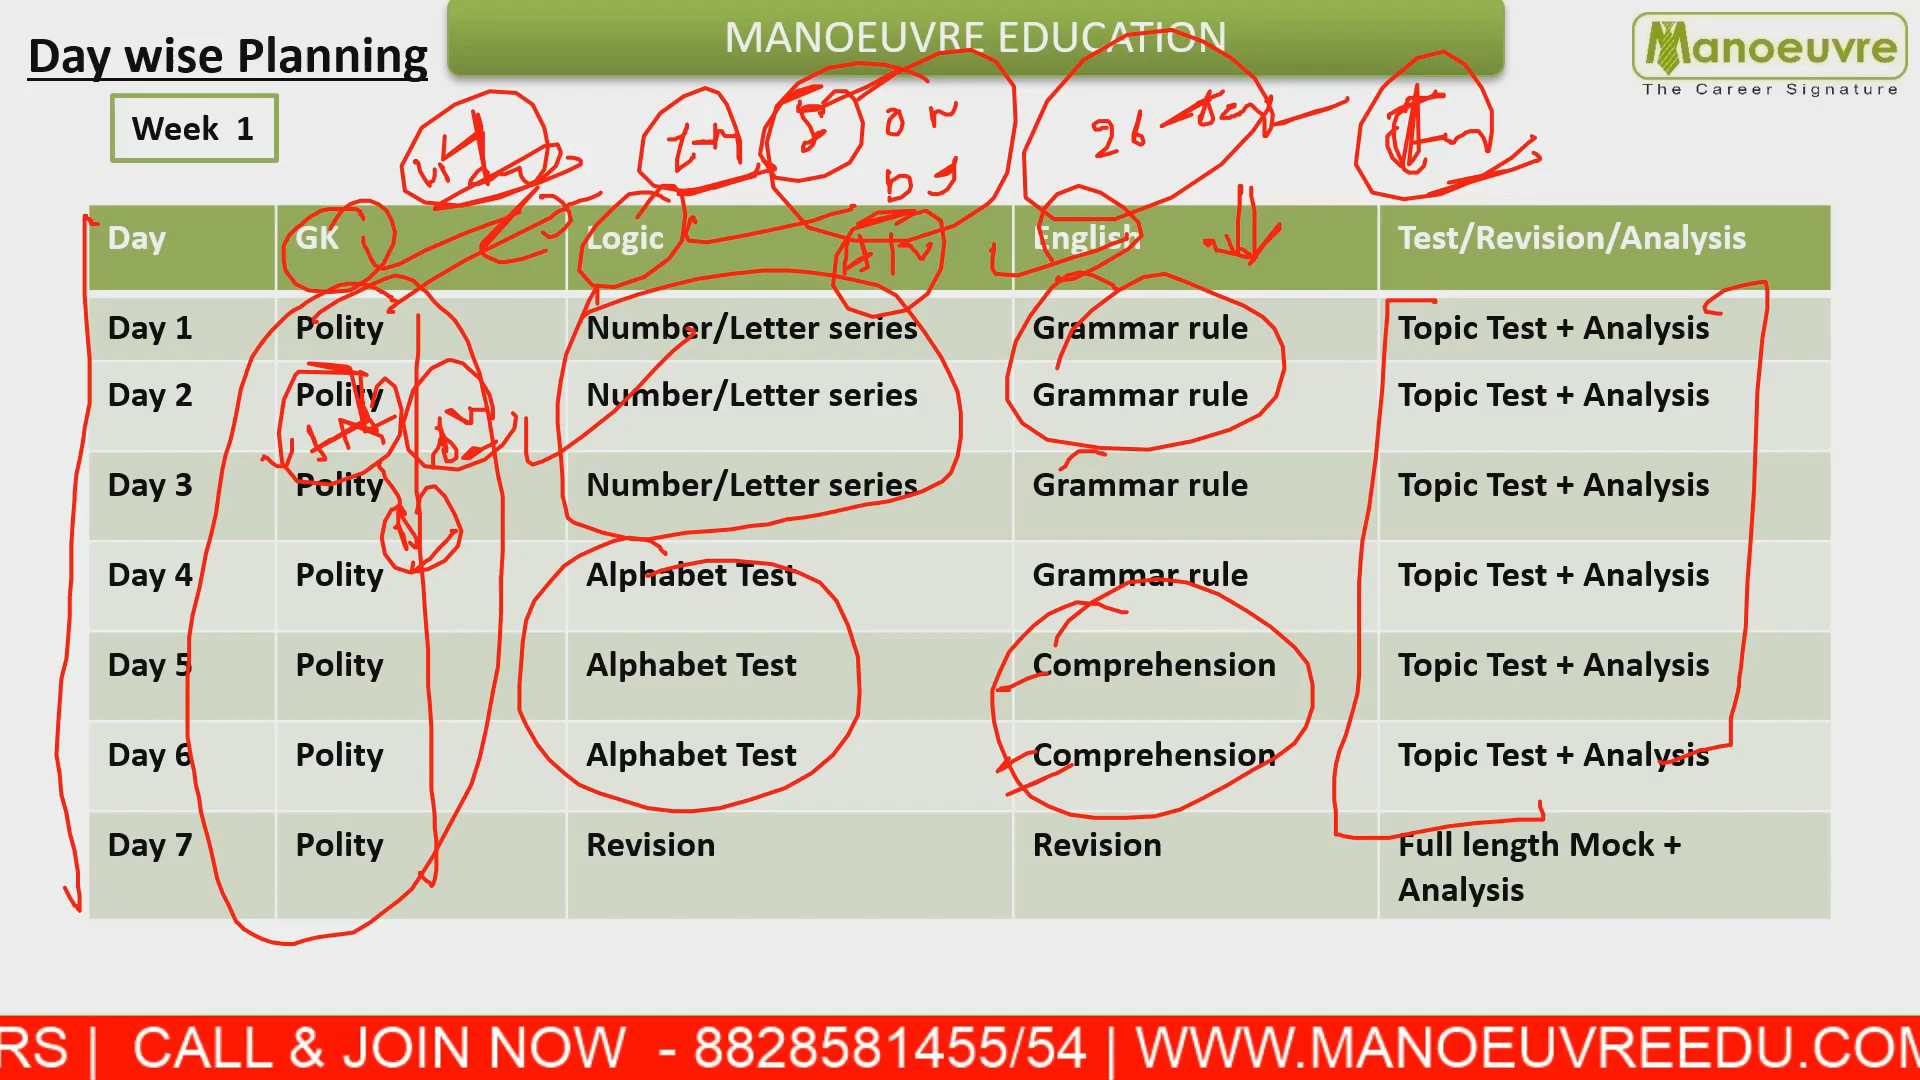 MANOEUVRE EDUCATION
Day wise Planning
Manoeuvre
The Career Signature
Week 1
26
Day GK Logic English Test/Revision/Analysis
Day 1 Polity Number/Letter series Grammar rule Topic Test + Analysis
Day 2 Polity Number/Letter series Grammar rule Topic Test + Analysis
Day 3 Polity Number/Letter series Grammar rule Topic Test + Analysis
Day 4 Polity Alphabet Test Grammar rule Topic Test + Analysis
Day 5 Polity Alphabet Test Comprehension Topic Test + Analysis
Day 6 Polity Alphabet Test Comprehension Topic Test + Analysis
Day 7 Polity Revision Revision Full length Mock +
Analysis
RS | CALL & JOIN NOW - 8828581455/54 | WWW.MANOEUVREEDU.COM